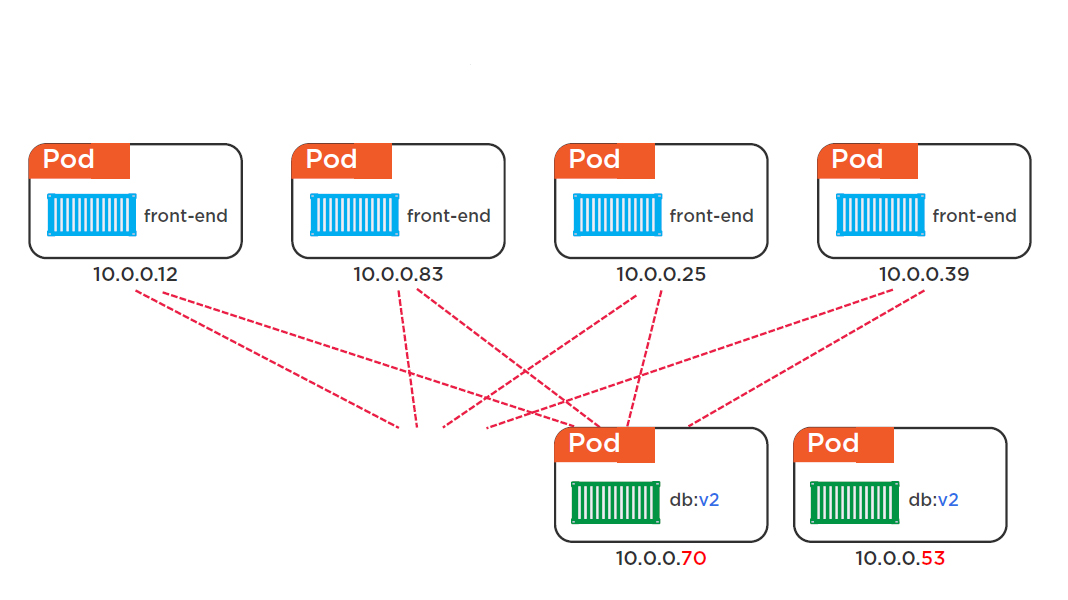 Pod
front-end
10.0.0.12
Pod
front-end
10.0.0.83
Pod
front-end
10.0.0.25
Pod
front-end
10.0.0.39
Pod
db:v2
10.0.0.70
Pod
db:v2
10.0.0.53